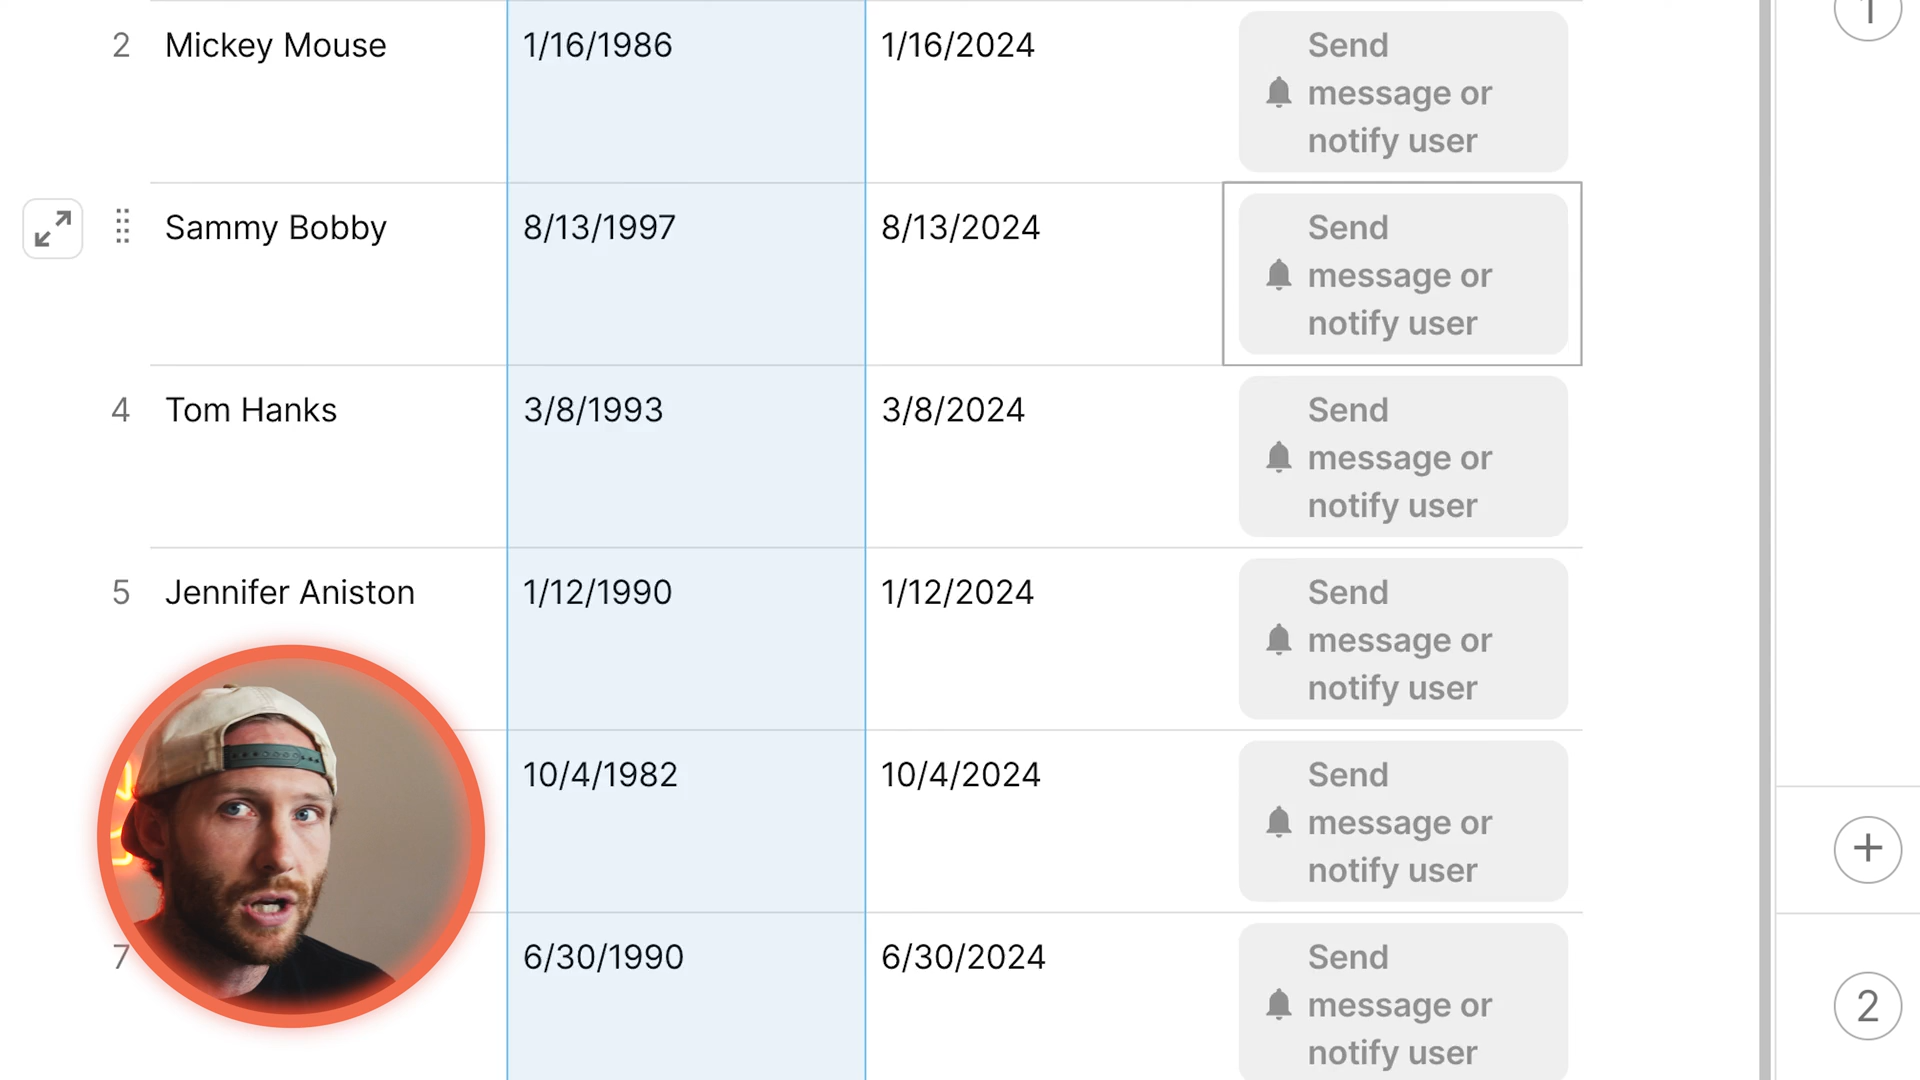 1
2 Mickey Mouse 1/16/1986 1/16/2024 Send
message or
notify user
Sammy Bobby 8/13/1997 8/13/2024 Send
message or
notify user
4 Tom Hanks 3/8/1993 3/8/2024 Send
message or
notify user
5 Jennifer Aniston 1/12/1990 1/12/2024 Send
message or
notify user
10/4/1982 10/4/2024 Send
message or
notify user
7 6/30/1990 6/30/2024 Send
message or
notify user
2